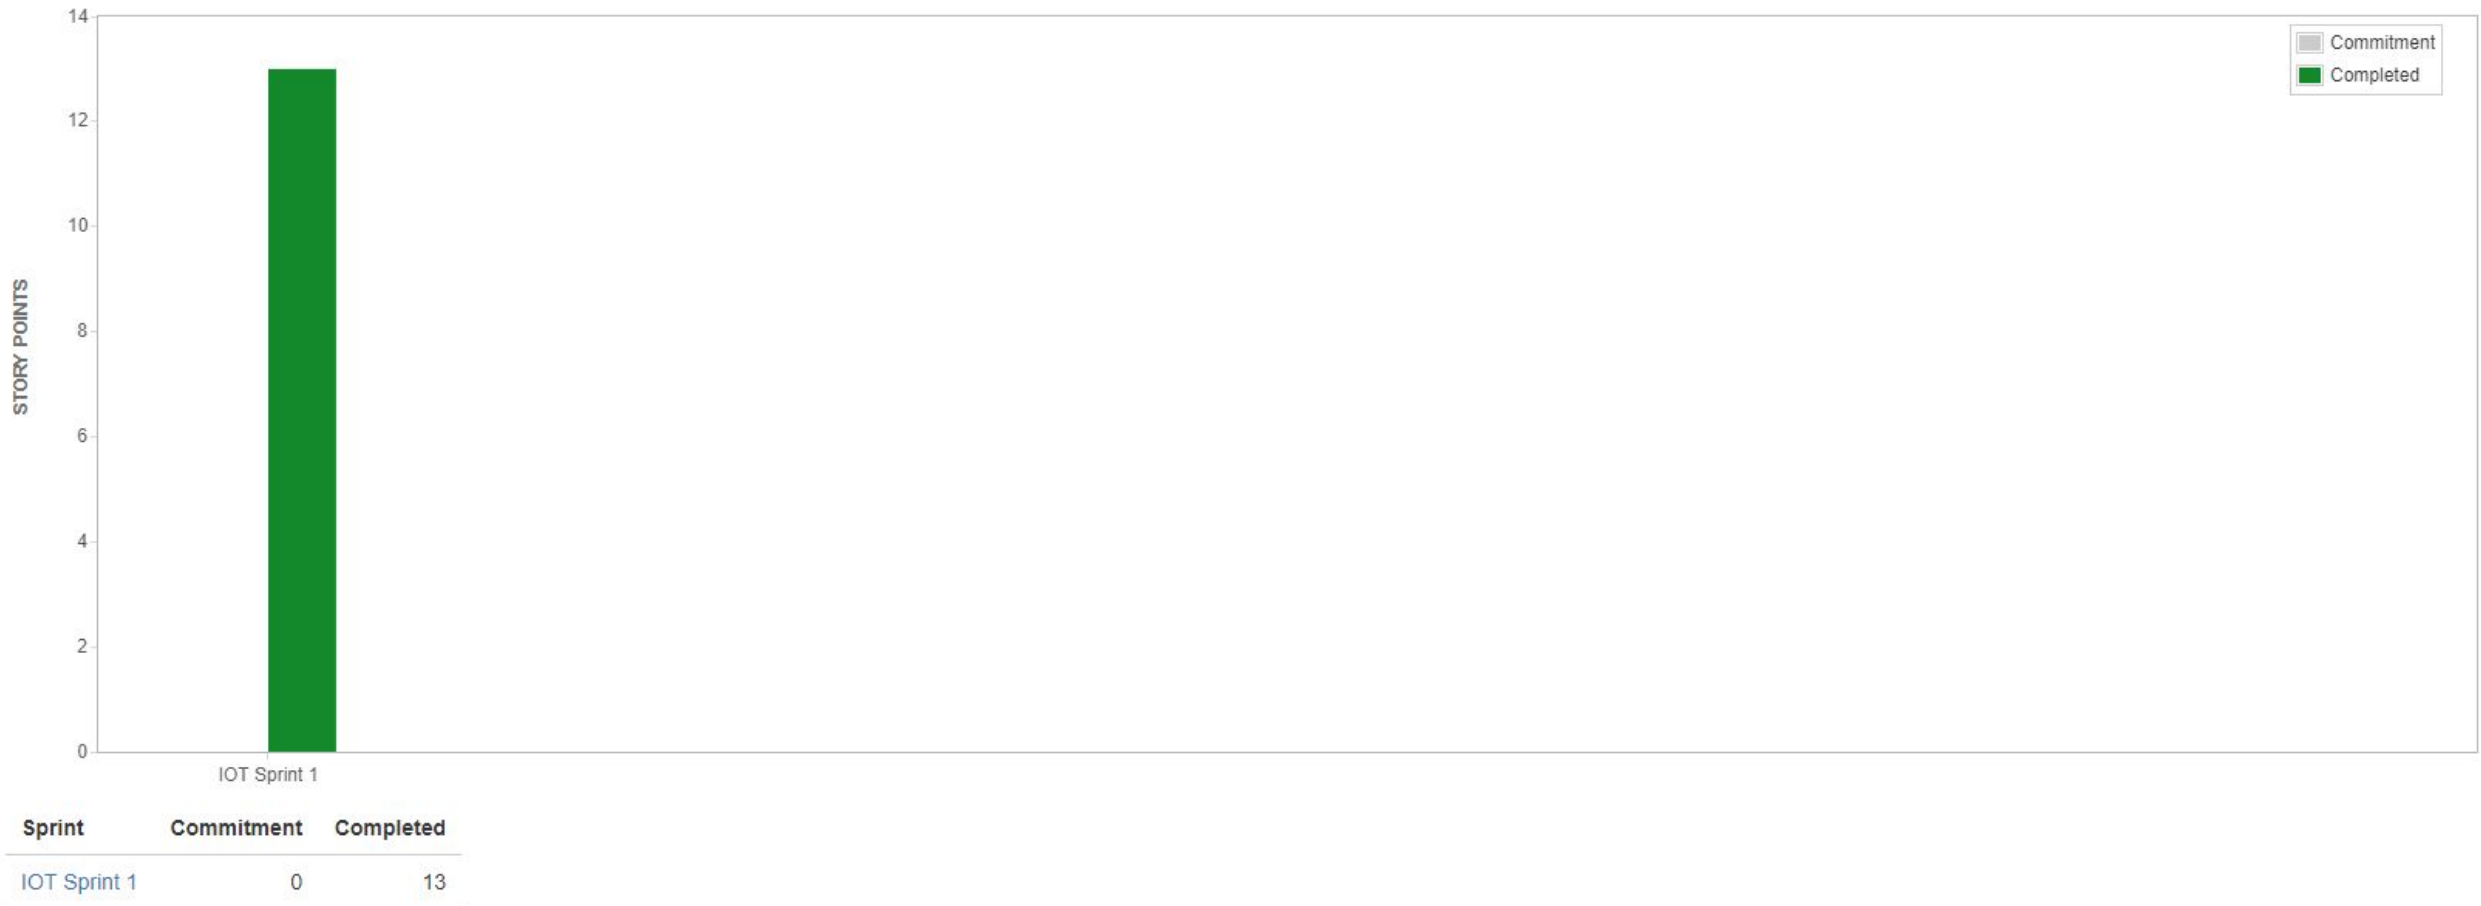 14
12
10
8
6
4
2
0
STORY POINTS
Commitment
Completed
IOT Sprint 1
Sprint Commitment Completed
IOT Sprint 1 0 13